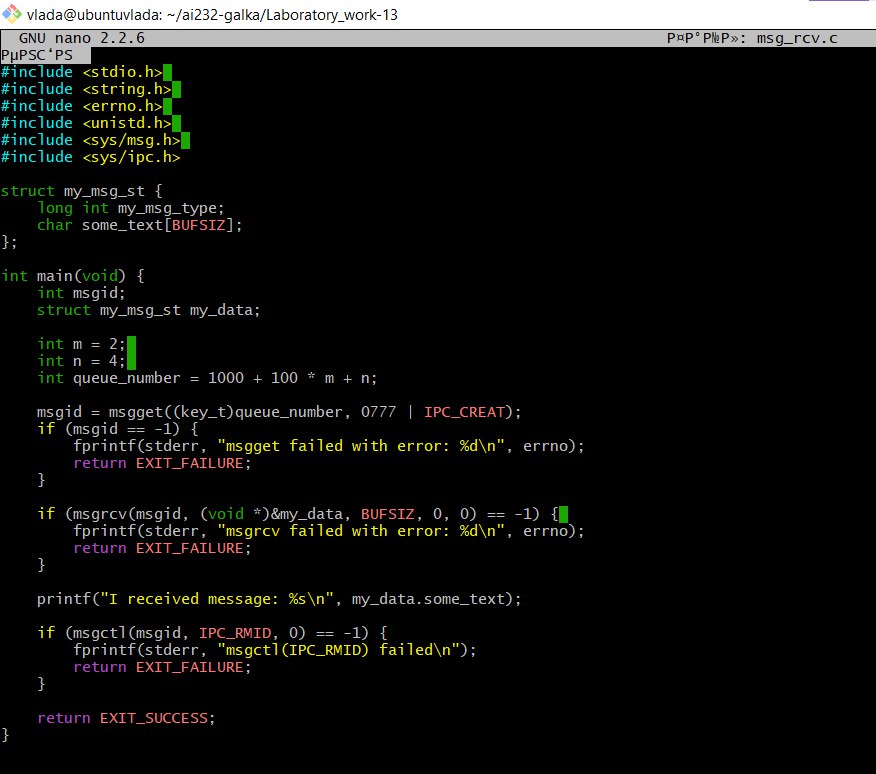 vlada@ubuntuvlada: ~/ai232-galka/Laboratory_work-13
GNU nano 2.2.6 Р¤Р°Р№Р»: msg_rcv.c
РµРЅС‘РЅ
#include <stdio.h>
#include <string.h>
#include <errno.h>
#include <unistd.h>
#include <sys/msg.h>
#include <sys/ipc.h>
struct my_msg_st {
    long int my_msg_type;
    char some_text[BUFSIZ];
};
int main(void) {
    int msgid;
    struct my_msg_st my_data;
    int m = 2;
    int n = 4;
    int queue_number = 1000 + 100 * m + n;
    msgid = msgget((key_t)queue_number, 0777 | IPC_CREAT);
    if (msgid == -1) {
        fprintf(stderr, "msgget failed with error: %d\n", errno);
        return EXIT_FAILURE;
    }
    if (msgrcv(msgid, (void *)&my_data, BUFSIZ, 0, 0) == -1) {
        fprintf(stderr, "msgrcv failed with error: %d\n", errno);
        return EXIT_FAILURE;
    }
    printf("I received message: %s\n", my_data.some_text);
    if (msgctl(msgid, IPC_RMID, 0) == -1) {
        fprintf(stderr, "msgctl(IPC_RMID) failed\n");
        return EXIT_FAILURE;
    }
    return EXIT_SUCCESS;
}